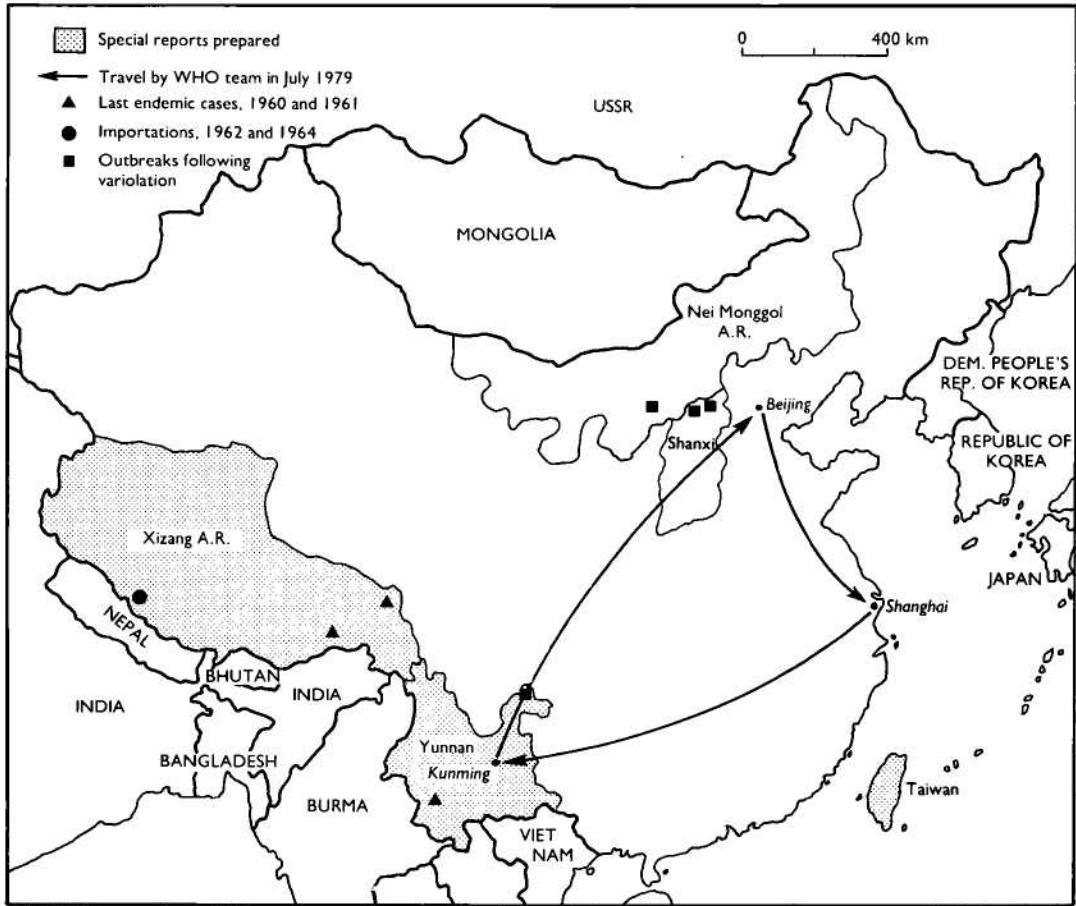 Special reports prepared
Travel by WHO team in July 1979
Last endemic cases, 1960 and 1961
Importations, 1962 and 1964
Outbreaks following
variolation
0 400 km
USSR
MONGOLIA
Nei Monggol
A.R.
DEM. PEOPLE'S
REP. OF KOREA
Beijing
Shanxi
REPUBLIC OF
KOREA
Xizang A.R.
JAPAN
Shanghai
NEPAL
BHUTAN
INDIA
INDIA
Yunnan
BANGLADESH
Kunming
BURMA
Taiwan
VIET
NAM